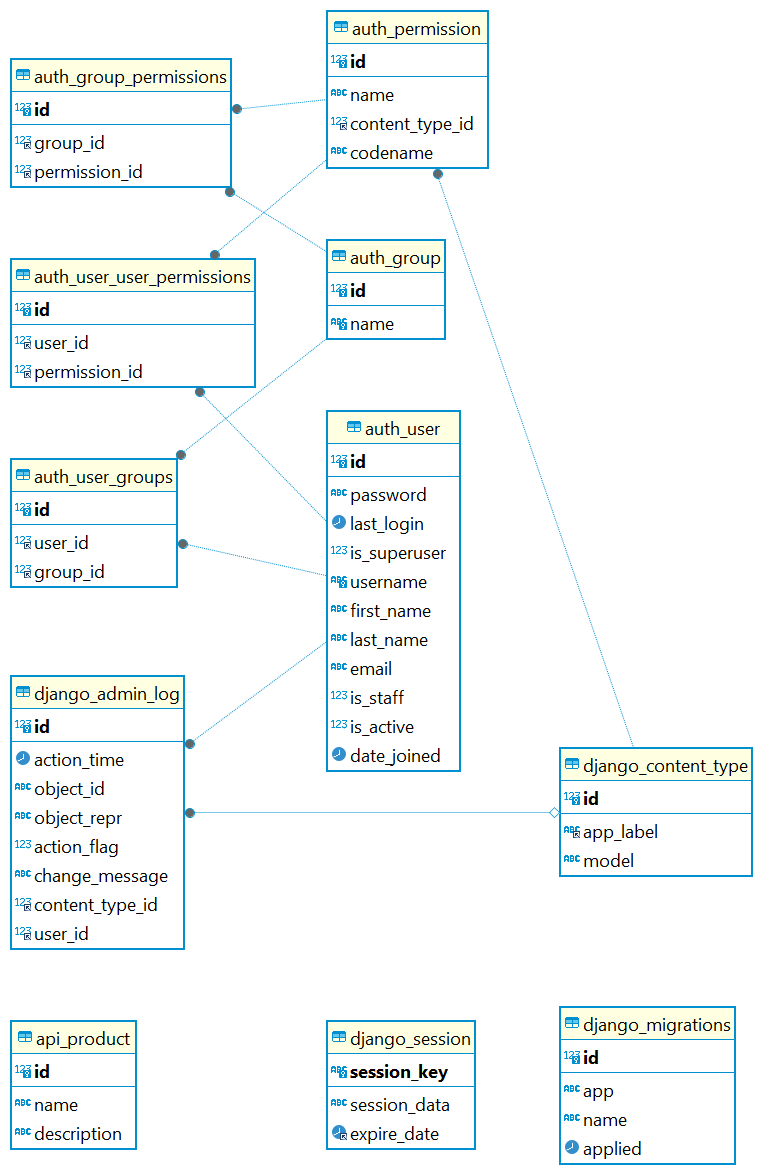 auth_permission
id
name
content_type_id
codename
auth_group_permissions
id
group_id
permission_id
auth_group
id
name
auth_user_user_permissions
id
user_id
permission_id
auth_user
id
password
last_login
is_superuser
username
first_name
last_name
email
is_staff
is_active
date_joined
auth_user_groups
id
user_id
group_id
django_admin_log
id
action_time
object_id
object_repr
action_flag
change_message
content_type_id
user_id
django_content_type
id
app_label
model
api_product
id
name
description
django_session
session_key
session_data
expire_date
django_migrations
id
app
name
applied